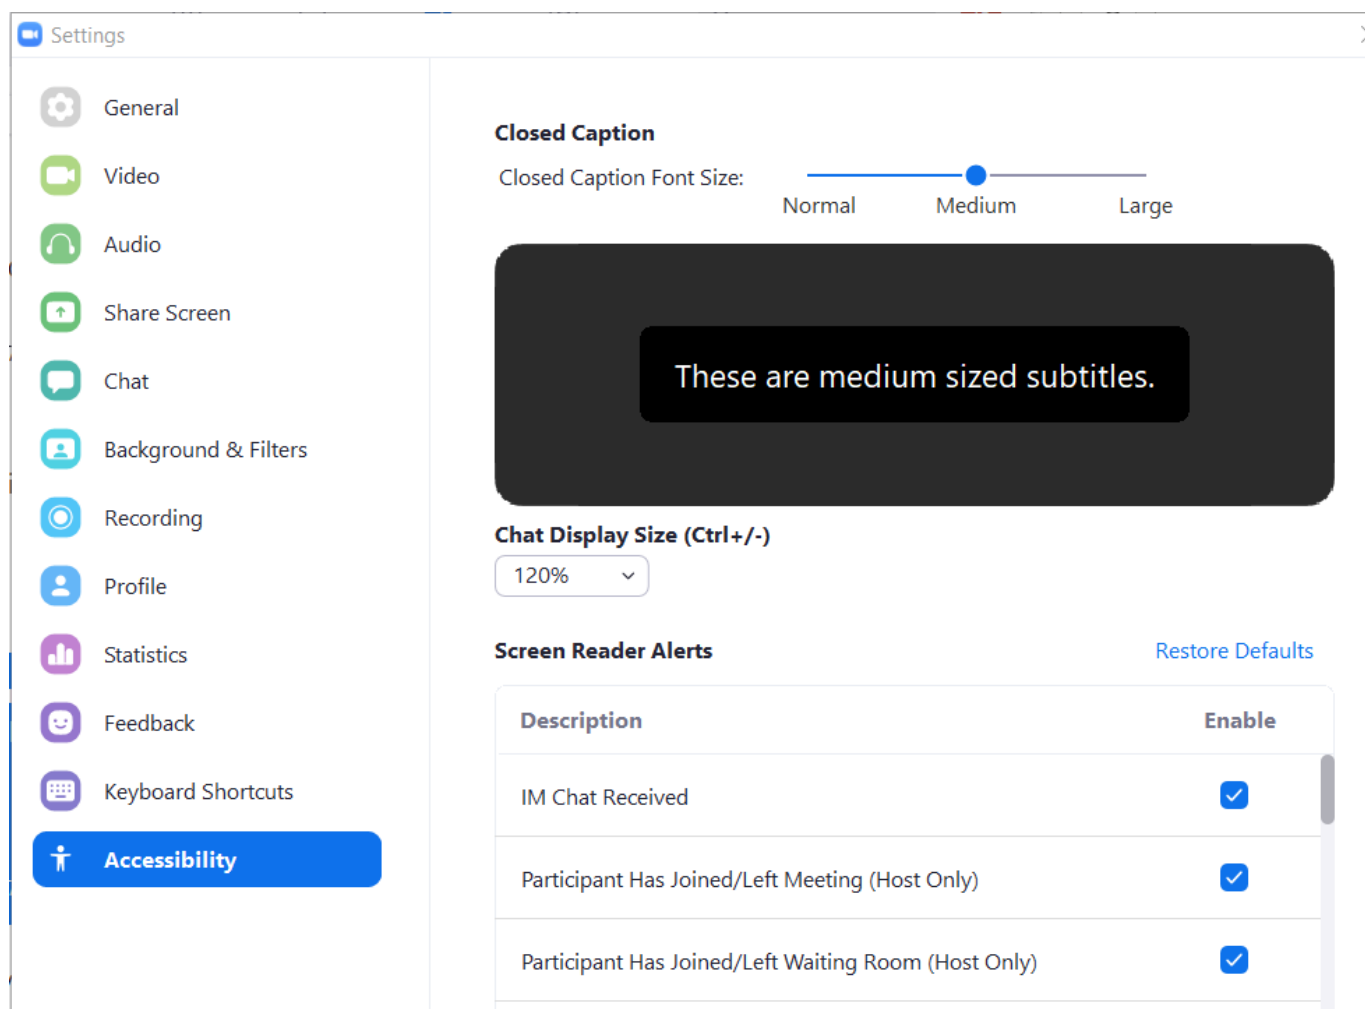 Settings
General
Video
Audio
Share Screen
Chat
Background & Filters
Recording
Profile
Statistics
Feedback
Keyboard Shortcuts
Accessibility
Closed Caption
Closed Caption Font Size:
Normal Medium Large
These are medium sized subtitles.
Chat Display Size (Ctrl+/-)
120%
Screen Reader Alerts Restore Defaults
Description Enable
IM Chat Received
Participant Has Joined/Left Meeting (Host Only)
Participant Has Joined/Left Waiting Room (Host Only)